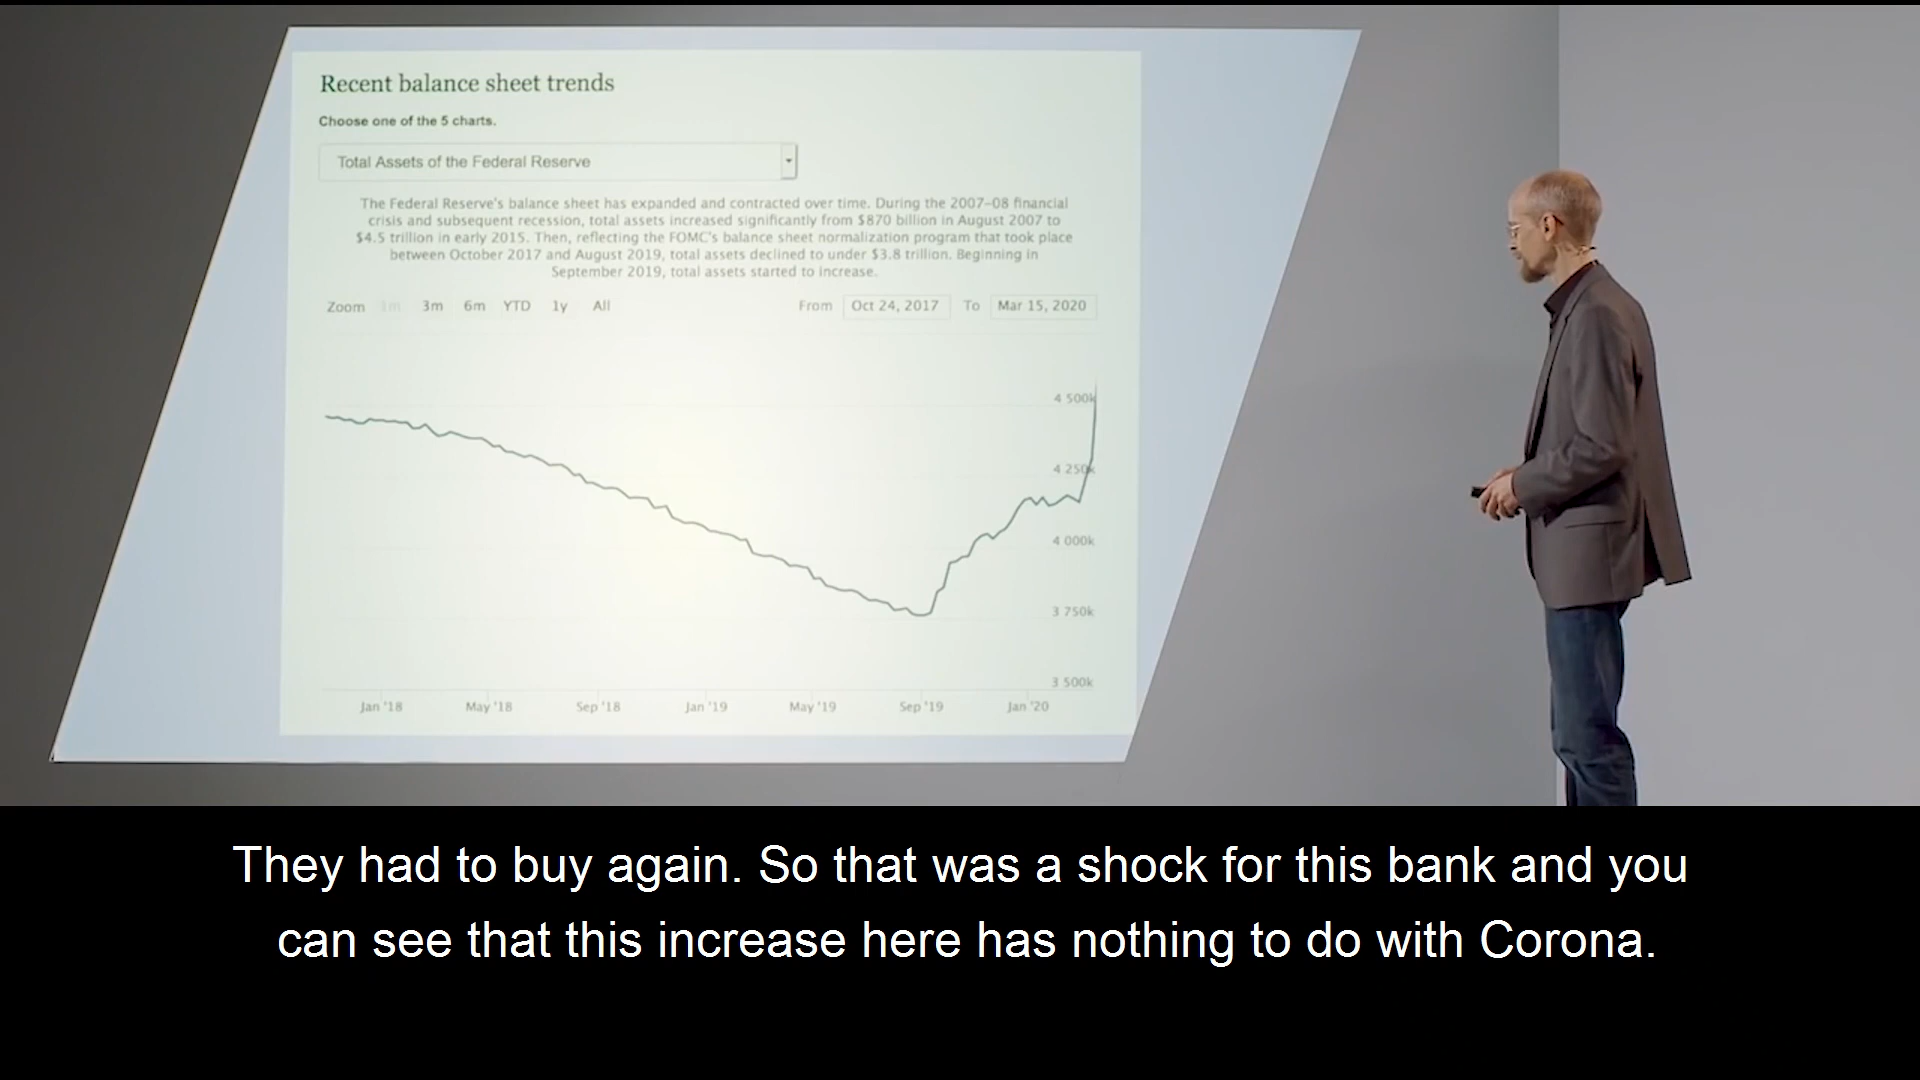 Recent balance sheet trends
Choose one of the 5 charts.
Total Assets of the Federal Reserve
The Federal Reserve's balance sheet has expanded and contracted over time. During the 2007–08 financial
crisis and subsequent recession, total assets increased significantly from $870 billion in August 2007 to
$4.5 trillion in early 2015. Then, reflecting the FOMC's balance sheet normalization program that took place
between October 2017 and August 2019, total assets declined to under $3.8 trillion. Beginning in
September 2019, total assets started to increase.
Zoom 1m 3m 6m YTD 1y All From Oct 24, 2017 To Mar 15, 2020
4 500k
4 250k
4 000k
3 750k
3 500k
Jan '18 May '18 Sep '18 Jan '19 May '19 Sep '19 Jan '20
They had to buy again. So that was a shock for this bank and you
can see that this increase here has nothing to do with Corona.